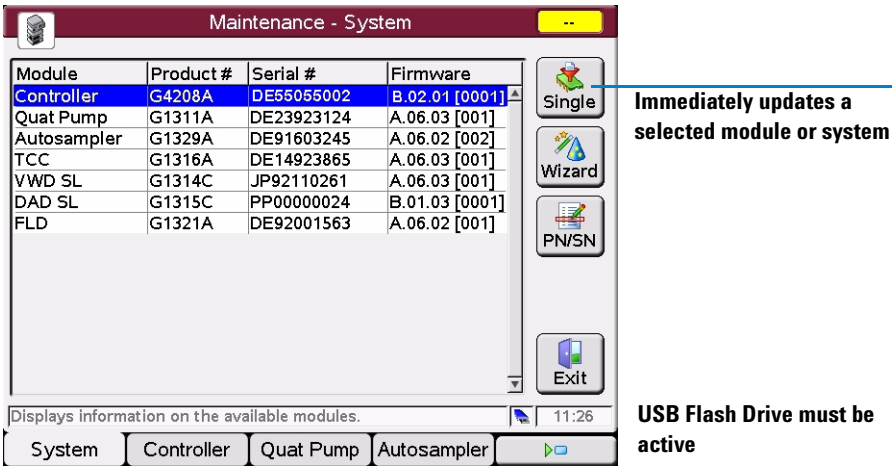 Maintenance - System
--
Module Product # Serial # Firmware
Controller G4208A DE55055002 B.02.01 [0001]
Quat Pump G1311A DE23923124 A.06.03 [001]
Autosampler G1329A DE91603245 A.06.02 [002]
TCC G1316A DE14923865 A.06.03 [001]
VWD SL G1314C JP92110261 A.06.03 [001]
DAD SL G1315C PP00000024 B.01.03 [0001]
FLD G1321A DE92001563 A.06.02 [001]
Single
Wizard
PN/SN
Exit
Immediately updates a
selected module or system
Displays information on the available modules.
11:26
System Controller Quat Pump Autosampler
USB Flash Drive must be
active